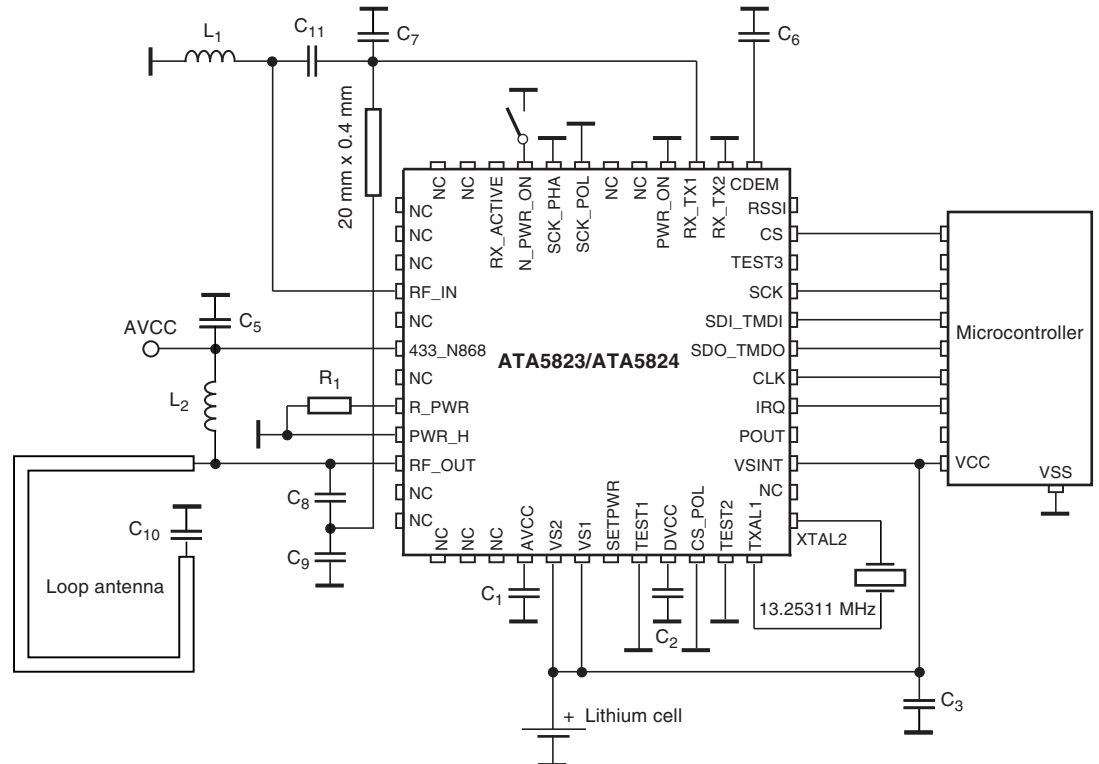 L1
C11
C7
C6
20 mm x 0.4 mm
NC
NC
RX_ACTIVE
N_PWR_ON
SCK_PHA
SCK_POL
NC
NC
PWR_ON
RX_TX1
RX_TX2
CDEM
NC
NC
NC
RF_IN
NC
433_N868
NC
R_PWR
PWR_H
RF_OUT
NC
NC
RSSI
CS
TEST3
SCK
SDI_TMDI
SDO_TMDO
CLK
IRQ
POUT
VSINT
NC
XTAL2
ATA5823/ATA5824
Microcontroller
VCC
VSS
AVCC
C5
L2
R1
C8
C9
C10
Loop antenna
NC
NC
NC
AVCC
VS2
VS1
SETPWR
TEST1
DVCC
CS_POL
TEST2
TXAL1
C1
C2
13.25311 MHz
C3
+ Lithium cell